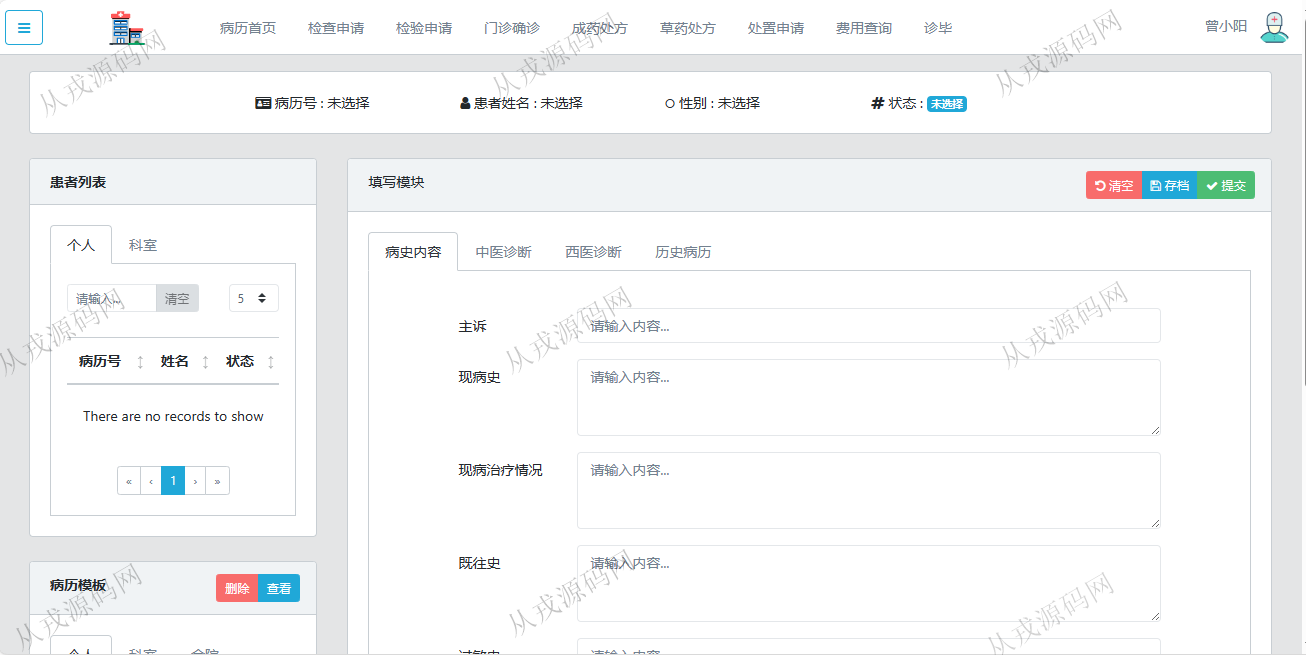 病历首页 检查申请 检验申请 门诊确诊 成药处方 草药处方 处置申请 费用查询 诊毕 曾小阳
病历号 : 未选择 患者姓名 : 未选择 性别 : 未选择 # 状态 : 未选择
患者列表
个人 科室
请输入... 清空 5
病历号 姓名 状态
There are no records to show
« ‹ 1 › »
病历模板 删除 查看
个人 科室 全院
填写模块 清空 存档 提交
病史内容 中医诊断 西医诊断 历史病历
主诉 请输入内容...
现病史 请输入内容...
现病治疗情况 请输入内容...
既往史 请输入内容...
过敏史 请输入内容...
从戎源码网
从戎源码网
从戎源码网
从戎源码网
从戎源码网
从戎源码网
从戎源码网
从戎源码网
从戎源码网